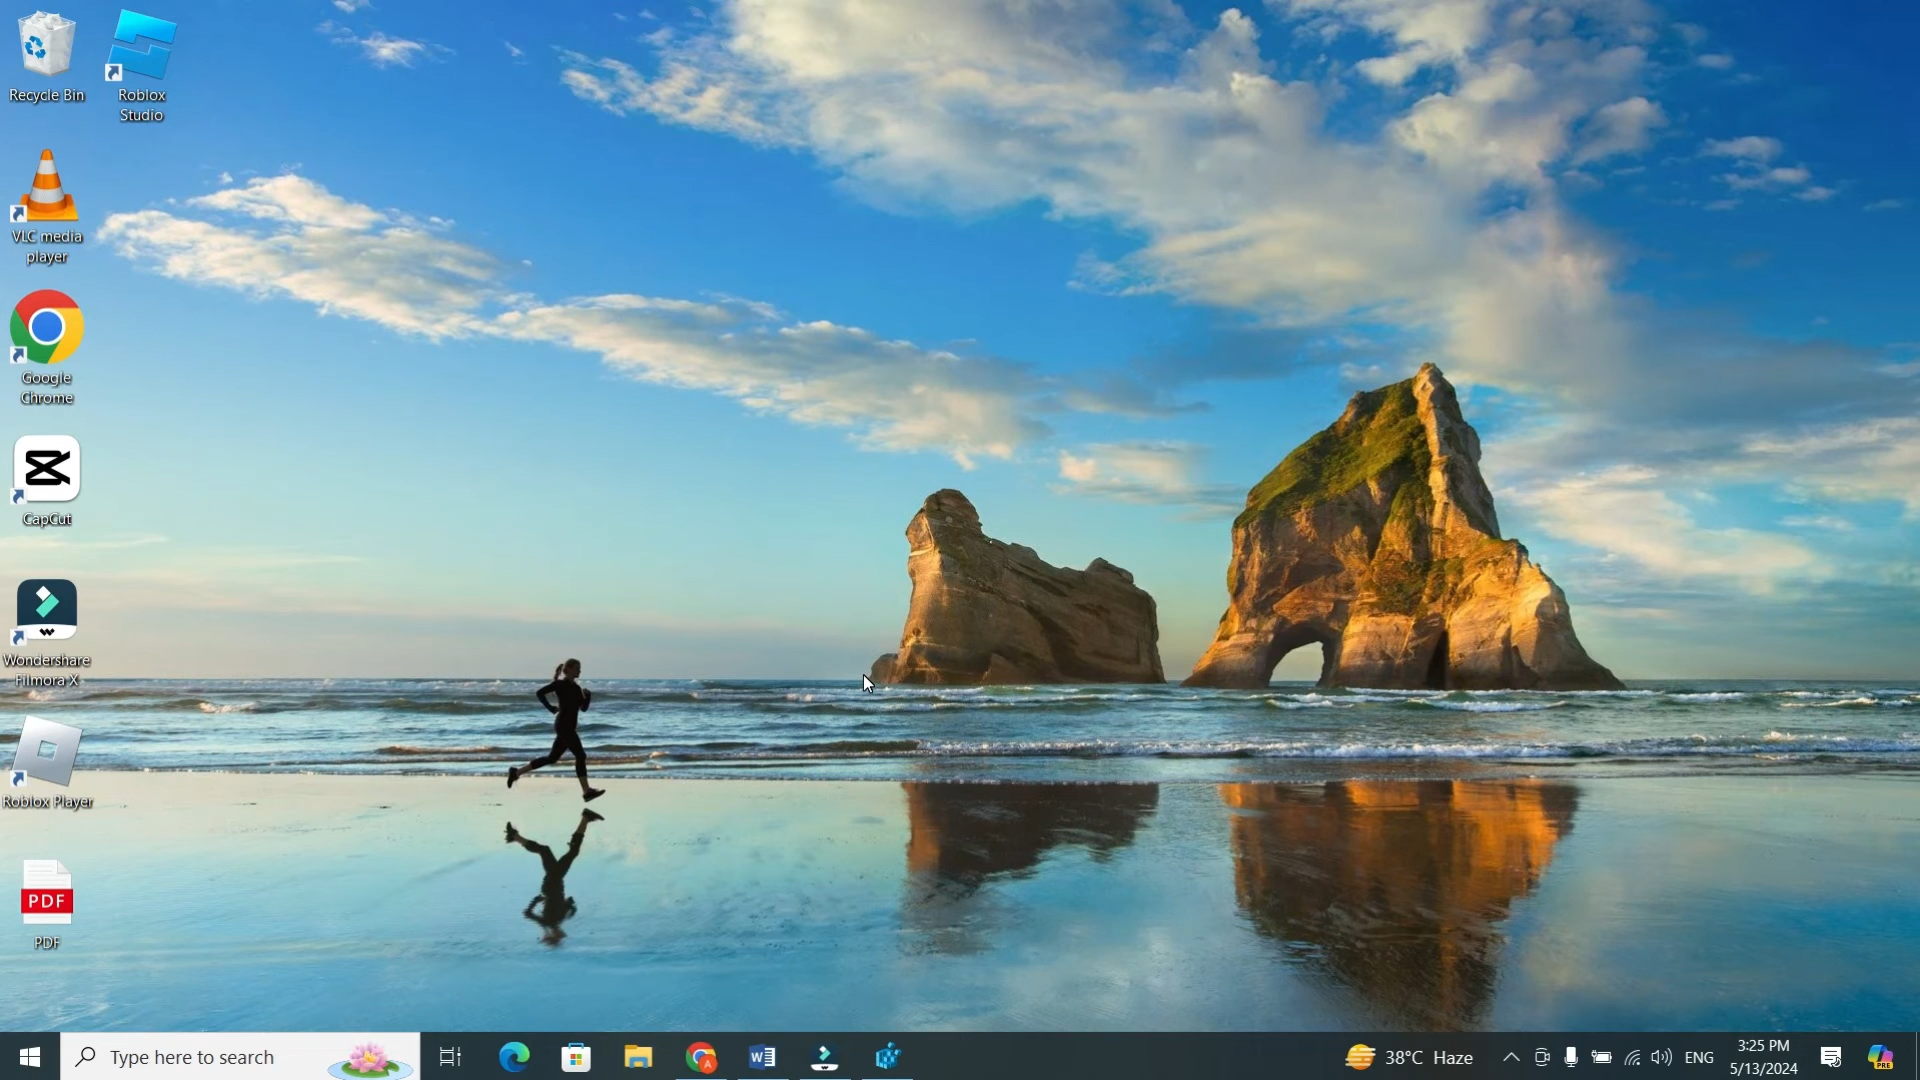 Recycle Bin
Roblox
Studio
VLC media
player
Google
Chrome
CapCut
Wondershare
Filmora X
Roblox Player
PDF
PDF
Type here to search
W
A
38°C Haze
ENG
3:25 PM
5/13/2024
PRE